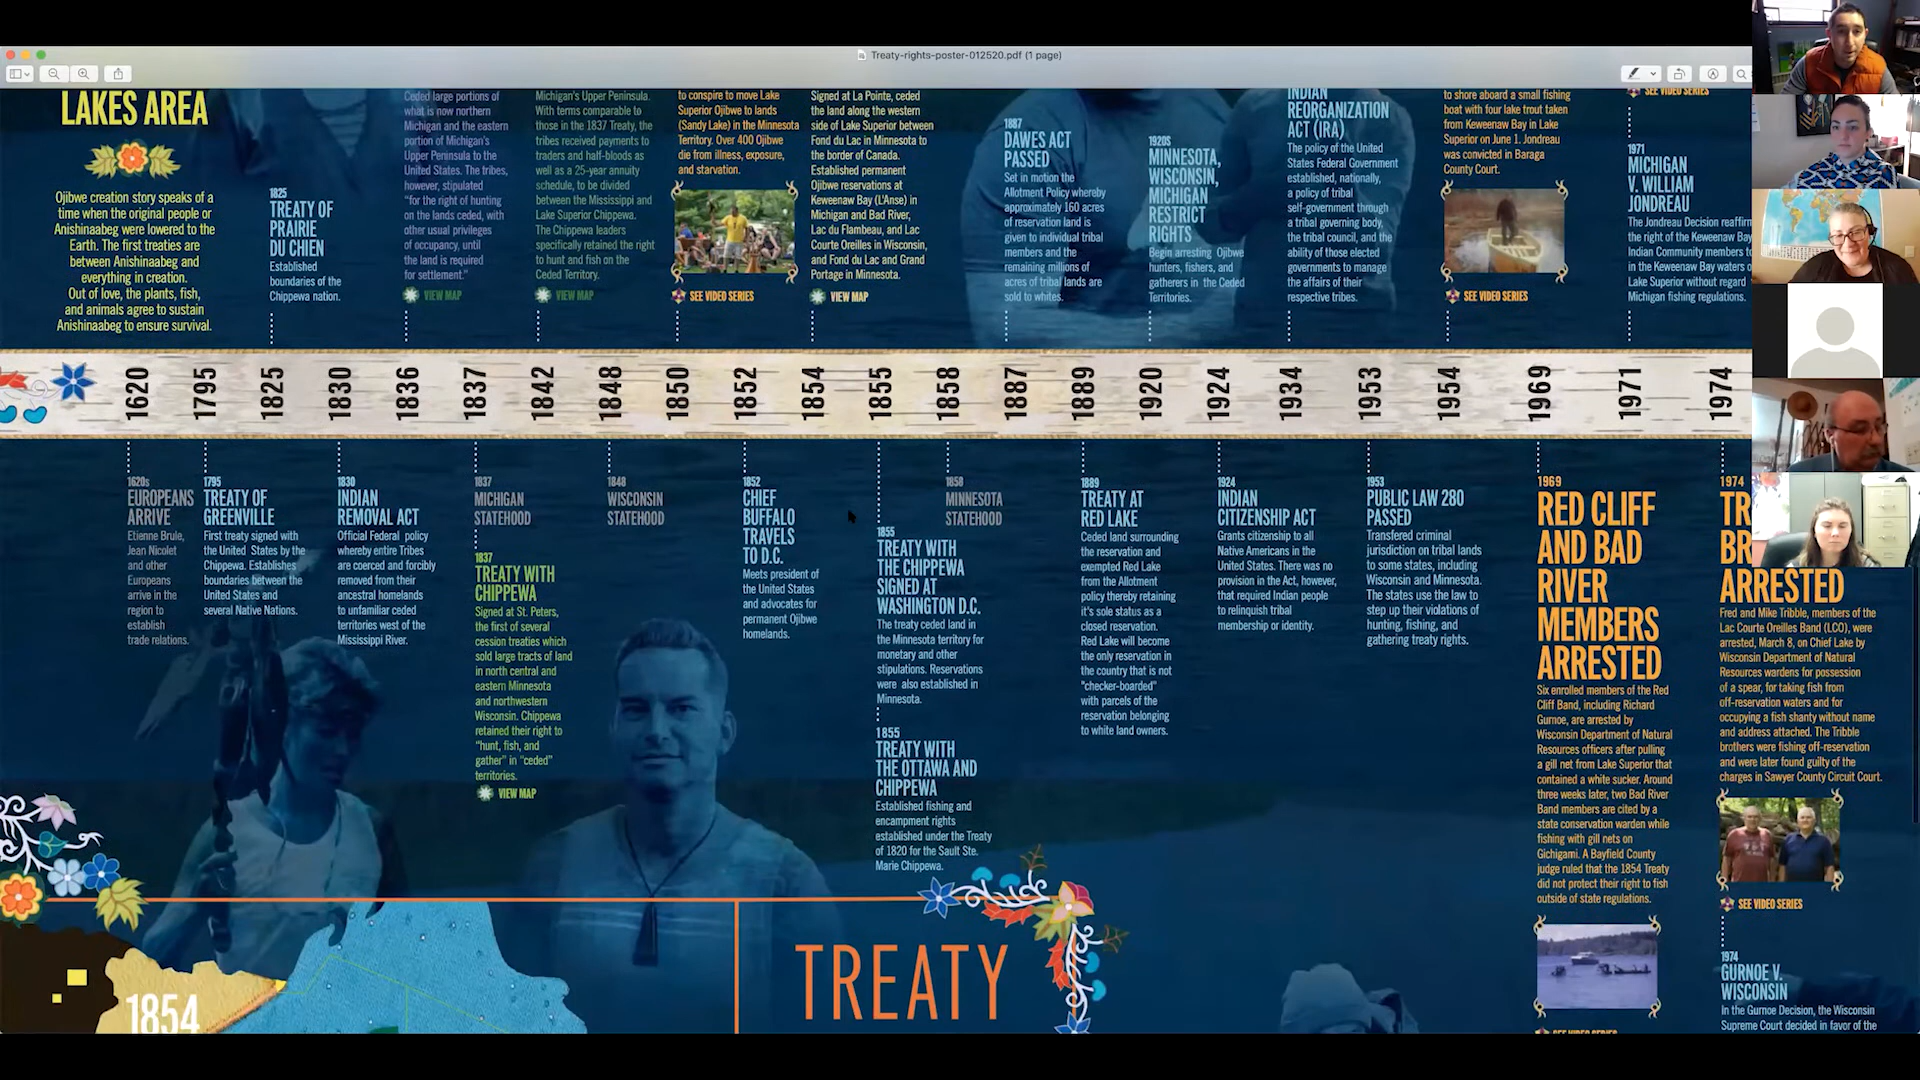 Treaty-rights-poster-012520.pdf (1 page)
LAKES AREA
Ojibwe creation story speaks of a
time when the original people or
Anishinaabeg were lowered to the
Earth. The first treaties are
between Anishinaabeg and
everything in creation.
Out of love, the plants, fish,
and animals agree to sustain
Anishinaabeg to ensure survival.
1825
TREATY OF
PRAIRIE
DU CHIEN
Established
boundaries of the
Chippewa nation.
Ceded large portions of
what is now northern
Michigan and the eastern
portion of Michigan's
Upper Peninsula to the
United States. The tribes,
however, stipulated
"for the right of hunting
on the lands ceded, with
other usual privileges
of occupancy, until
the land is required
for settlement."
VIEW MAP
Michigan's Upper Peninsula.
With terms comparable to
those in the 1837 Treaty, the
tribes received payments to
traders and half-bloods as
well as a 25-year annuity
schedule, to be divided
between the Mississippi and
Lake Superior Chippewa.
The Chippewa leaders
specifically retained the right
to hunt and fish on the
Ceded Territory.
VIEW MAP
to conspire to move Lake
Superior Ojibwe to lands
(Sandy Lake) in the Minnesota
Territory. Over 400 Ojibwe
die from illness, exposure,
and starvation.
SEE VIDEO SERIES
Signed at La Pointe, ceded
the land along the western
side of Lake Superior between
Fond du Lac in Minnesota to
the border of Canada.
Established permanent
Ojibwe reservations at
Keweenaw Bay (L'Anse) in
Michigan and Bad River,
Lac du Flambeau, and Lac
Courte Oreilles in Wisconsin,
and Fond du Lac and Grand
Portage in Minnesota.
VIEW MAP
1887
DAWES ACT
PASSED
Set in motion the
Allotment Policy whereby
approximately 160 acres
of reservation land is
given to individual tribal
members and the
remaining millions of
acres of tribal lands are
sold to whites.
1920s
MINNESOTA,
WISCONSIN,
MICHIGAN
RESTRICT
RIGHTS
Begin arresting Ojibwe
hunters, fishers, and
gatherers in the Ceded
Territories.
INDIAN
REORGANIZATION
ACT (IRA)
The policy of the United
States Federal Government
established, nationally,
a policy of tribal
self-government through
a tribal governing body,
the tribal council, and the
ability of those elected
governments to manage
the affairs of their
respective tribes.
to shore aboard a small fishing
boat with four lake trout taken
from Keweenaw Bay in Lake
Superior on June 1. Jondreau
was convicted in Baraga
County Court.
SEE VIDEO SERIES
SEE VIDEO SERIES
1971
MICHIGAN
V. WILLIAM
JONDREAU
The Jondreau Decision reaffirm
the right of the Keweenaw Bay
Indian Community members to
in the Keweenaw Bay waters o
Lake Superior without regard
Michigan fishing regulations.
1620 1795 1825 1830 1836 1837 1842 1848 1850 1852 1854 1855 1858 1887 1889 1920 1924 1934 1953 1954 1969 1971 1974
1620s
EUROPEANS
ARRIVE
Etienne Brule,
Jean Nicolet
and other
Europeans
arrive in the
region to
establish
trade relations.
1795
TREATY OF
GREENVILLE
First treaty signed with
the United States by the
Chippewa. Establishes
boundaries between the
United States and
several Native Nations.
1830
INDIAN
REMOVAL ACT
Official Federal policy
whereby entire Tribes
are coerced and forcibly
removed from their
ancestral homelands
to unfamiliar ceded
territories west of the
Mississippi River.
1837
MICHIGAN
STATEHOOD
1837
TREATY WITH
CHIPPEWA
Signed at St. Peters,
the first of several
cession treaties which
sold large tracts of land
in north central and
eastern Minnesota
and northwestern
Wisconsin. Chippewa
retained their right to
"hunt, fish, and
gather" in "ceded"
territories.
VIEW MAP
1848
WISCONSIN
STATEHOOD
1852
CHIEF
BUFFALO
TRAVELS
TO D.C.
Meets president of
the United States
and advocates for
permanent Ojibwe
homelands.
1855
TREATY WITH
THE CHIPPEWA
SIGNED AT
WASHINGTON D.C.
The treaty ceded land in
the Minnesota territory for
monetary and other
stipulations. Reservations
were also established in
Minnesota.
1855
TREATY WITH
THE OTTAWA AND
CHIPPEWA
Established fishing and
encampment rights
established under the Treaty
of 1820 for the Sault Ste.
Marie Chippewa.
1858
MINNESOTA
STATEHOOD
1889
TREATY AT
RED LAKE
Ceded land surrounding
the reservation and
exempted Red Lake
from the Allotment
policy thereby retaining
it's sole status as a
closed reservation.
Red Lake will become
the only reservation in
the country that is not
"checker-boarded"
with parcels of the
reservation belonging
to white land owners.
1924
INDIAN
CITIZENSHIP ACT
Grants citizenship to all
Native Americans in the
United States. There was no
provision in the Act, however,
that required Indian people
to relinquish tribal
membership or identity.
1953
PUBLIC LAW 280
PASSED
Transfered criminal
jurisdiction on tribal lands
to some states, including
Wisconsin and Minnesota.
The states use the law to
step up their violations of
hunting, fishing, and
gathering treaty rights.
1969
RED CLIFF
AND BAD
RIVER
MEMBERS
ARRESTED
Six enrolled members of the Red
Cliff Band, including Richard
Gurnoe, are arrested by
Wisconsin Department of Natural
Resources officers after pulling
a gill net from Lake Superior that
contained a white sucker. Around
three weeks later, two Bad River
Band members are cited by a
state conservation warden while
fishing with gill nets on
Gichigami. A Bayfield County
judge ruled that the 1854 Treaty
did not protect their right to fish
outside of state regulations.
SEE VIDEO SERIES
1974
TR
BR
ARRESTED
Fred and Mike Tribble, members of the
Lac Courte Oreilles Band (LCO), were
arrested, March 8, on Chief Lake by
Wisconsin Department of Natural
Resources wardens for possession
of a spear, for taking fish from
off-reservation waters and for
occupying a fish shanty without name
and address attached. The Tribble
brothers were fishing off-reservation
and were later found guilty of the
charges in Sawyer County Circuit Court.
SEE VIDEO SERIES
1974
GURNOE V.
WISCONSIN
In the Gurnoe Decision, the Wisconsin
Supreme Court decided in favor of the
1854
TREATY